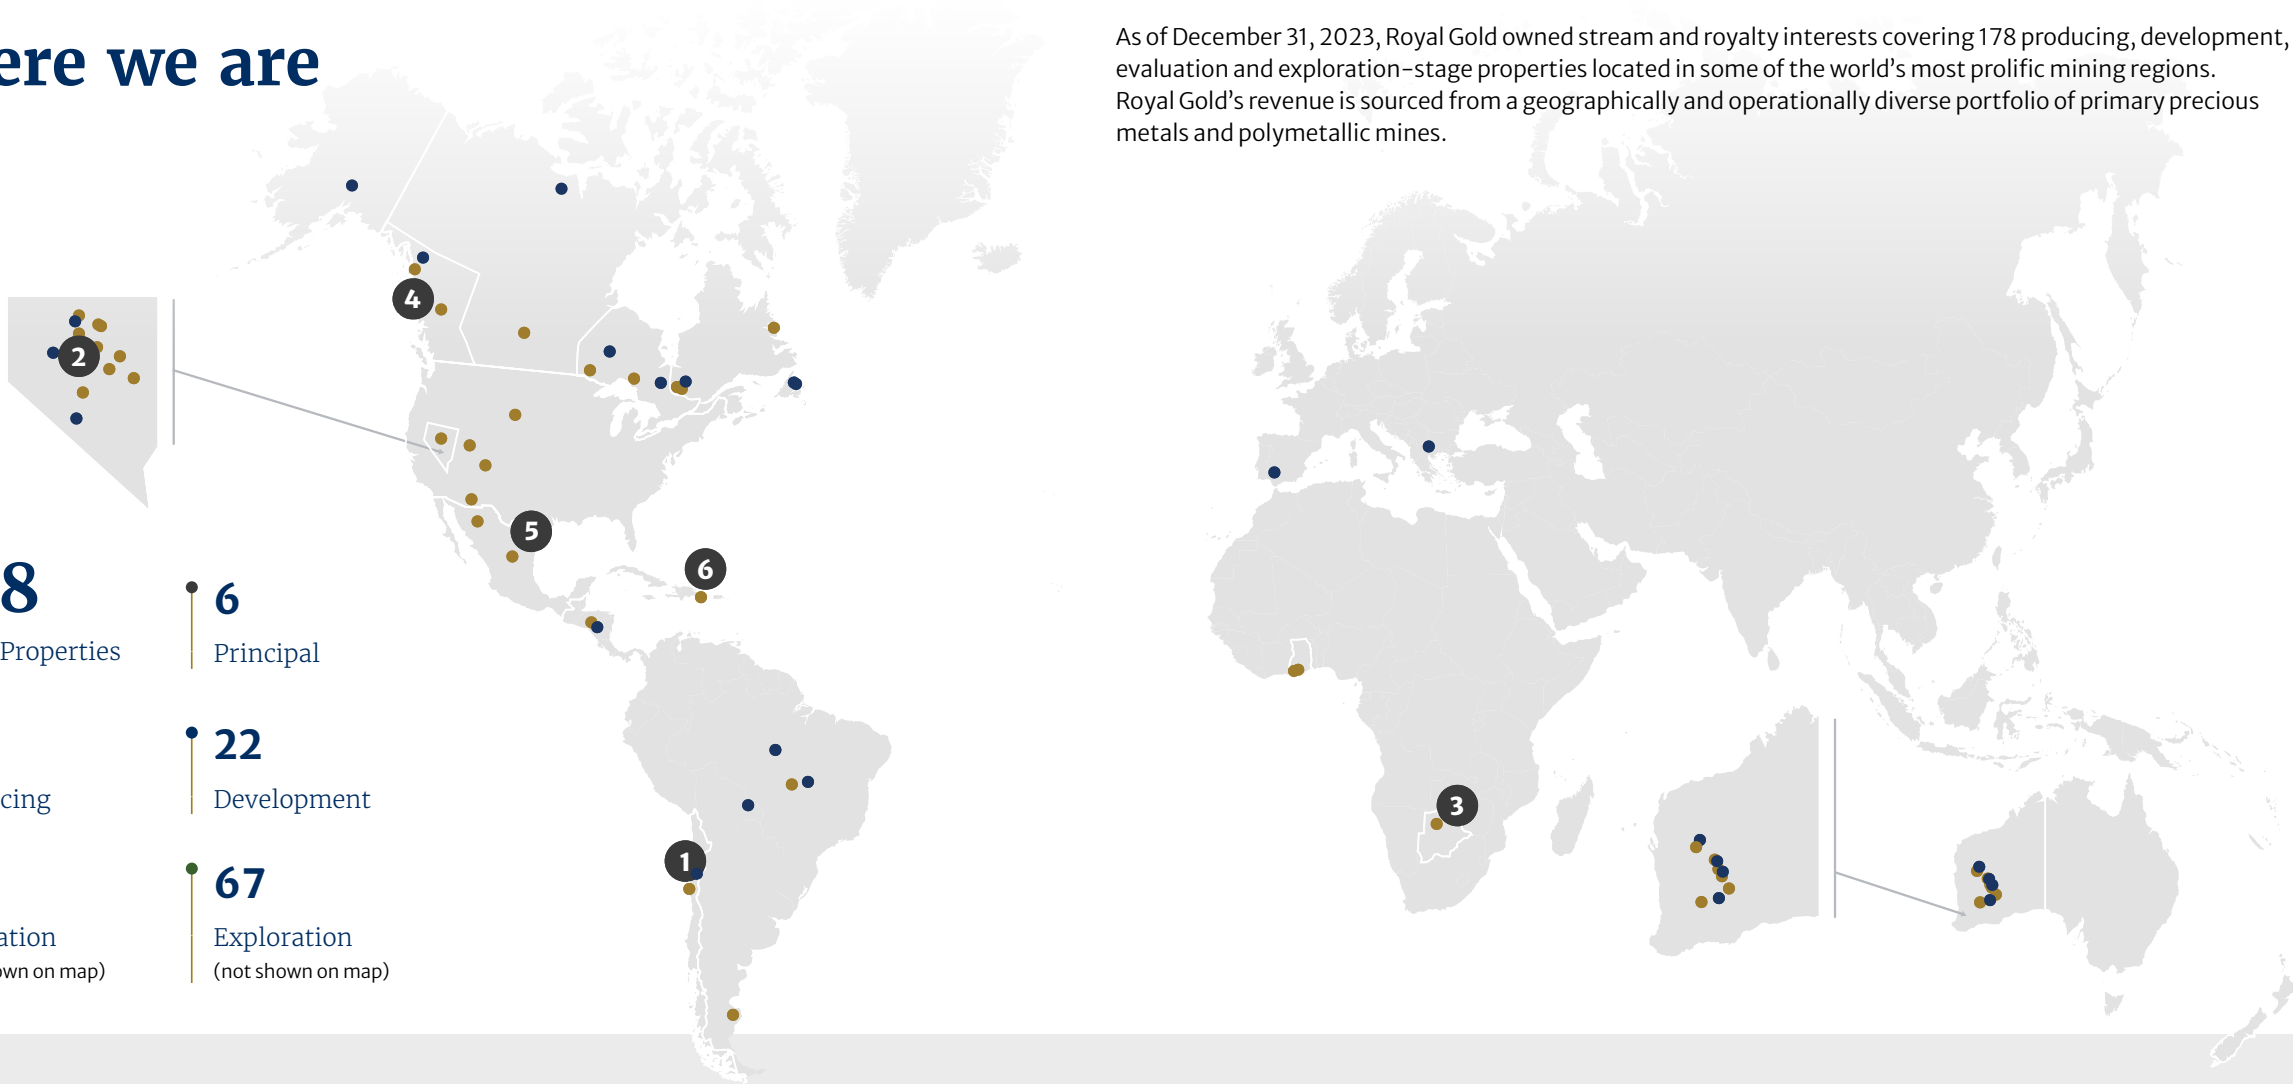 ere we are
As of December 31, 2023, Royal Gold owned stream and royalty interests covering 178 producing, development,
evaluation and exploration-stage properties located in some of the world's most prolific mining regions.
Royal Gold's revenue is sourced from a geographically and operationally diverse portfolio of primary precious
metals and polymetallic mines.
4
2
5
6
8
Properties
6
Principal
22
Development
cing
3
1
67
Exploration
(not shown on map)
ation
own on map)